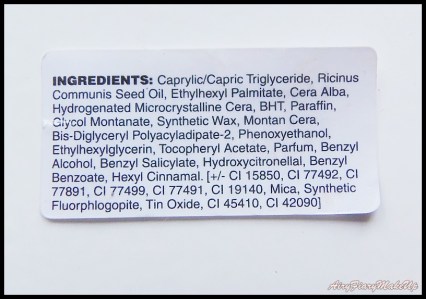 INGREDIENTS: Caprylic/Capric Triglyceride, Ricinus
Communis Seed Oil, Ethylhexyl Palmitate, Cera Alba,
Hydrogenated Microcrystalline Cera, BHT, Paraffin,
Glycol Montanate, Synthetic Wax, Montan Cera,
Bis-Diglyceryl Polyacyladipate-2, Phenoxyethanol,
Ethylhexylglycerin, Tocopheryl Acetate, Parfum, Benzyl
Alcohol, Benzyl Salicylate, Hydroxycitronellal, Benzyl
Benzoate, Hexyl Cinnamal. [+/- CI 15850, CI 77492, CI
77891, CI 77499, CI 77491, CI 19140, Mica, Synthetic
Fluorphlogopite, Tin Oxide, CI 45410, CI 42090]
AiryDiaryMakeUp